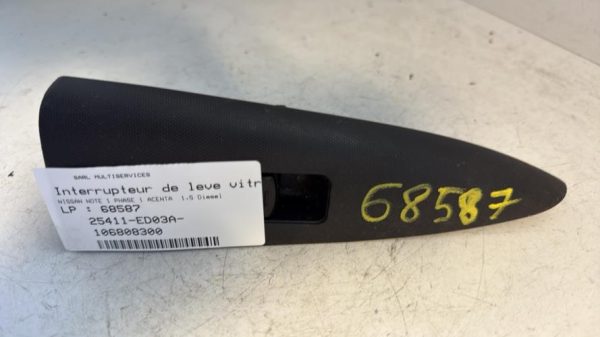 SARL MULTISERVICES
Interrupteur de leve vitr
NISSAN NOTE 1 PHASE 1 ACENTA 1.5 Diesel
LP : 68587
25411-ED03A-
106808300
68587